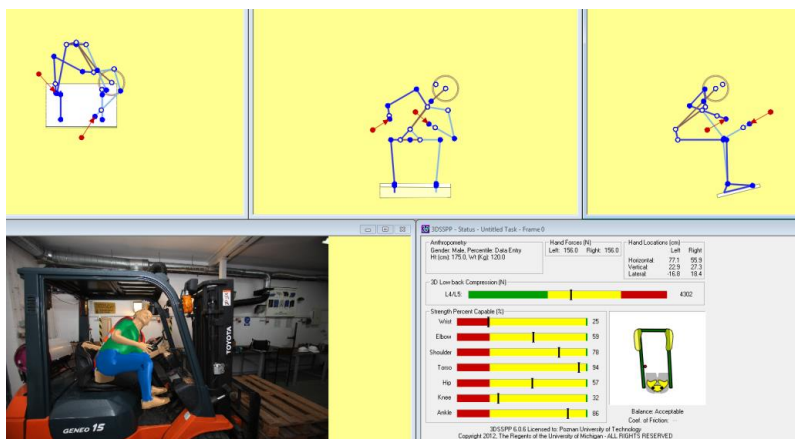 3DSSPP - Status - Untitled Task - Frame 0
Anthropometry
Gender: Male, Percentile: Data Entry
Ht (cm): 175.0, Wt (Kg): 120.0
Hand Forces (N)
Left: 156.0 Right: 156.0
Hand Locations (cm)
Left Right
Horizontal: 77.1 55.9
Vertical: 22.9 27.3
Lateral: -16.8 18.4
3D Low back Compression (N)
L4/L5: 4302
Strength Percent Capable (%)
Wrist 25
Elbow 59
Shoulder 78
Torso 94
Hip 57
Knee 32
Ankle 86
Balance: Acceptable
Coef. of Friction: --
3DSSPP 6.0.6 Licensed to: Poznan University of Technology
Copyright 2012, The Regents of the University of Michigan - ALL RIGHTS RESERVED
TOYOTA
GENEO 15